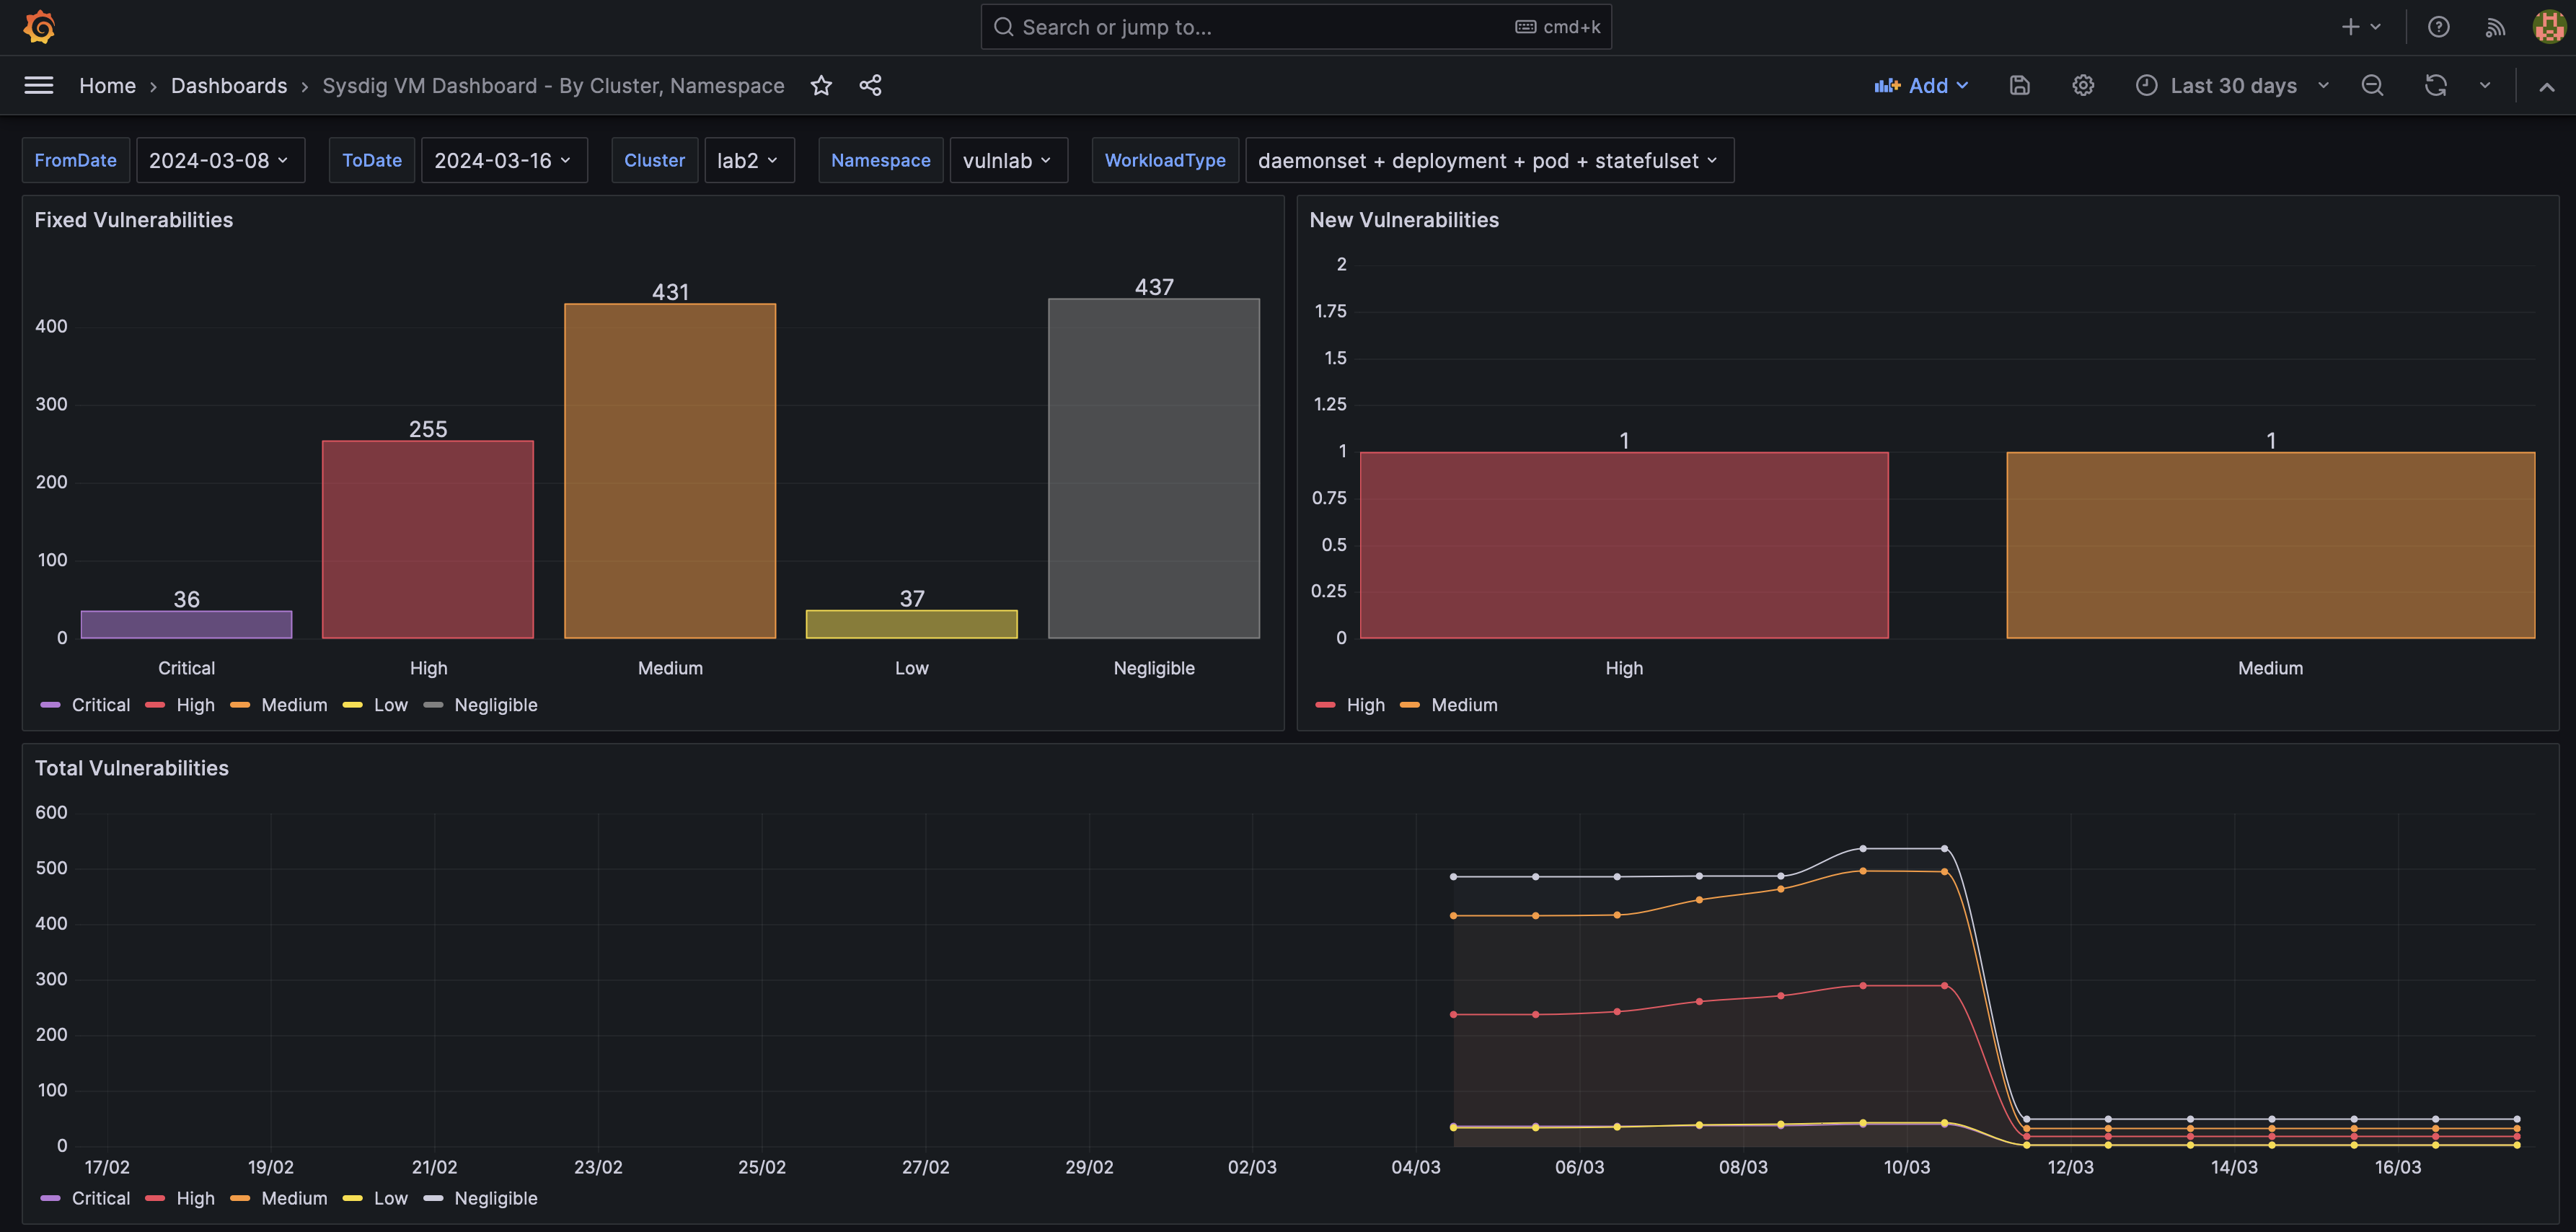 Search or jump to... cmd+k
Home › Dashboards › Sysdig VM Dashboard - By Cluster, Namespace Add Last 30 days
FromDate 2024-03-08 ToDate 2024-03-16 Cluster lab2 Namespace vulnlab WorkloadType daemonset + deployment + pod + statefulset
Fixed Vulnerabilities
437
431
400
300
255
200
100
36
37
0
Critical High Medium Low Negligible
Critical High Medium Low Negligible
New Vulnerabilities
2
1.75
1.5
1.25
1 1
1
0.75
0.5
0.25
0
High Medium
High Medium
Total Vulnerabilities
600
500
400
300
200
100
0
17/02 19/02 21/02 23/02 25/02 27/02 29/02 02/03 04/03 06/03 08/03 10/03 12/03 14/03 16/03
Critical High Medium Low Negligible